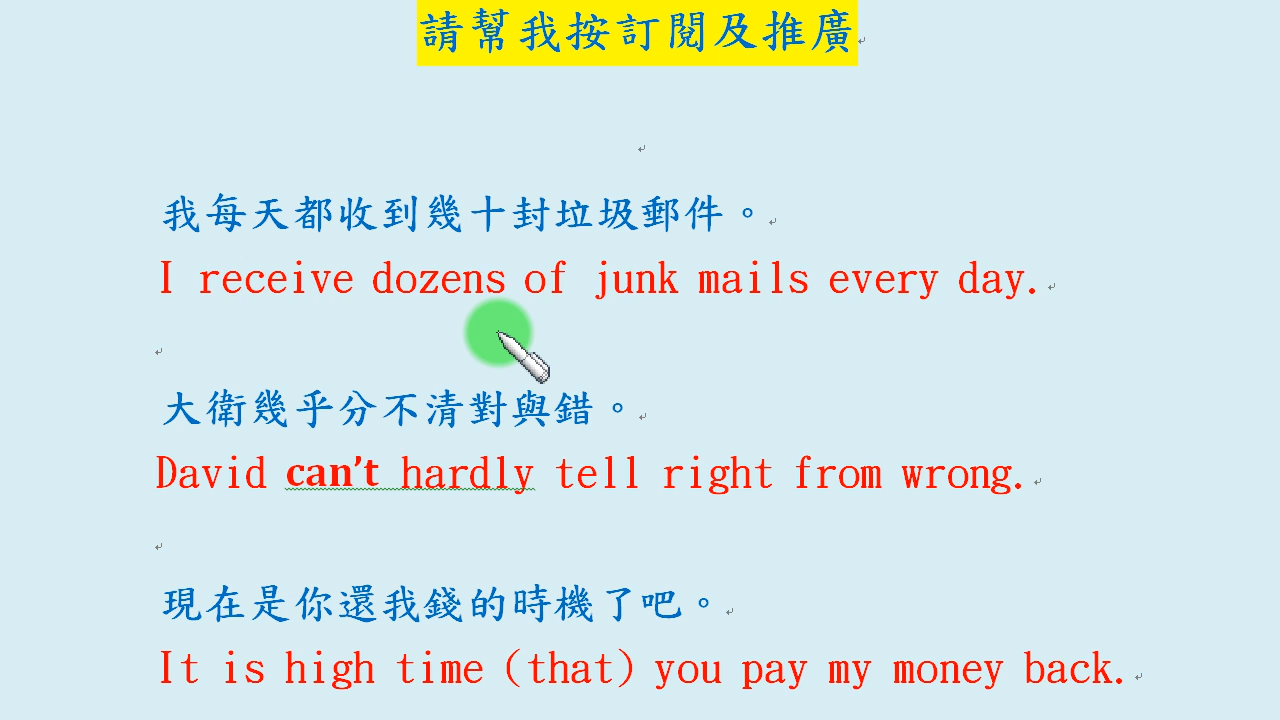 請幫我按訂閱及推廣
我每天都收到幾十封垃圾郵件。
I receive dozens of junk mails every day.
大衛幾乎分不清對與錯。
David can't hardly tell right from wrong.
現在是你還我錢的時機了吧。
It is high time (that) you pay my money back.